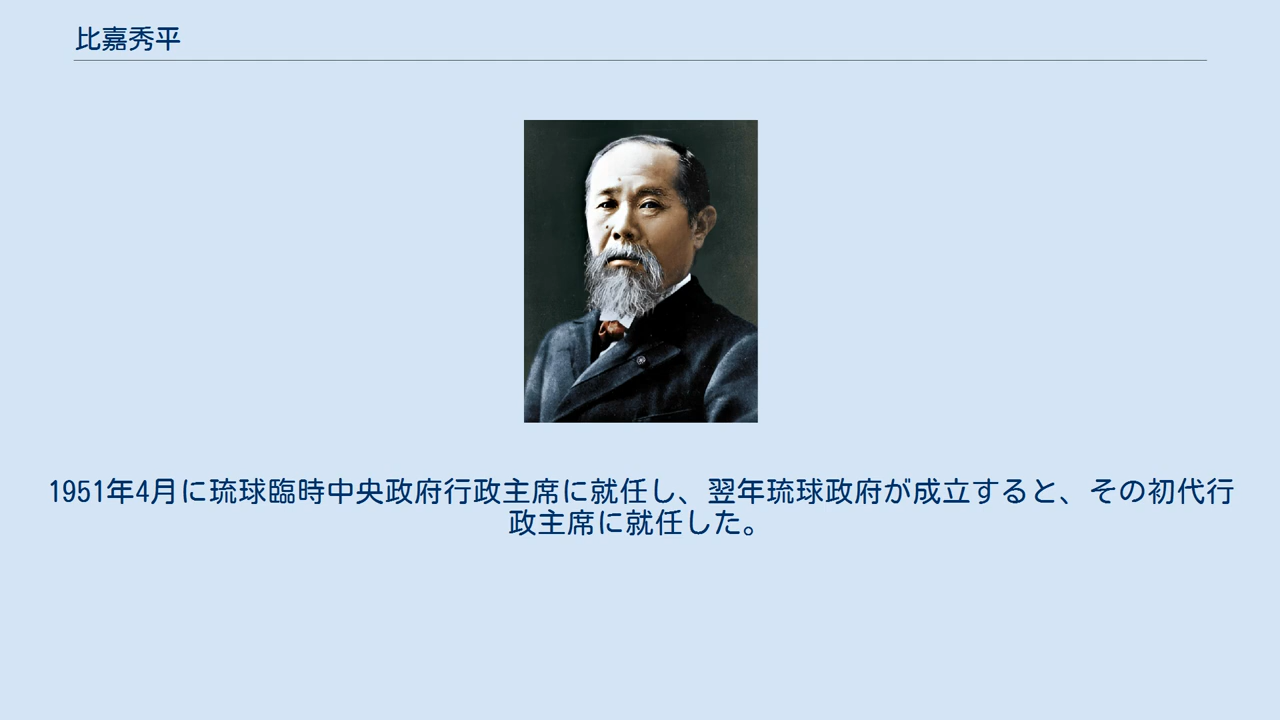 比嘉秀平
1951年4月に琉球臨時中央政府行政主席に就任し、翌年琉球政府が成立すると、その初代行
政主席に就任した。